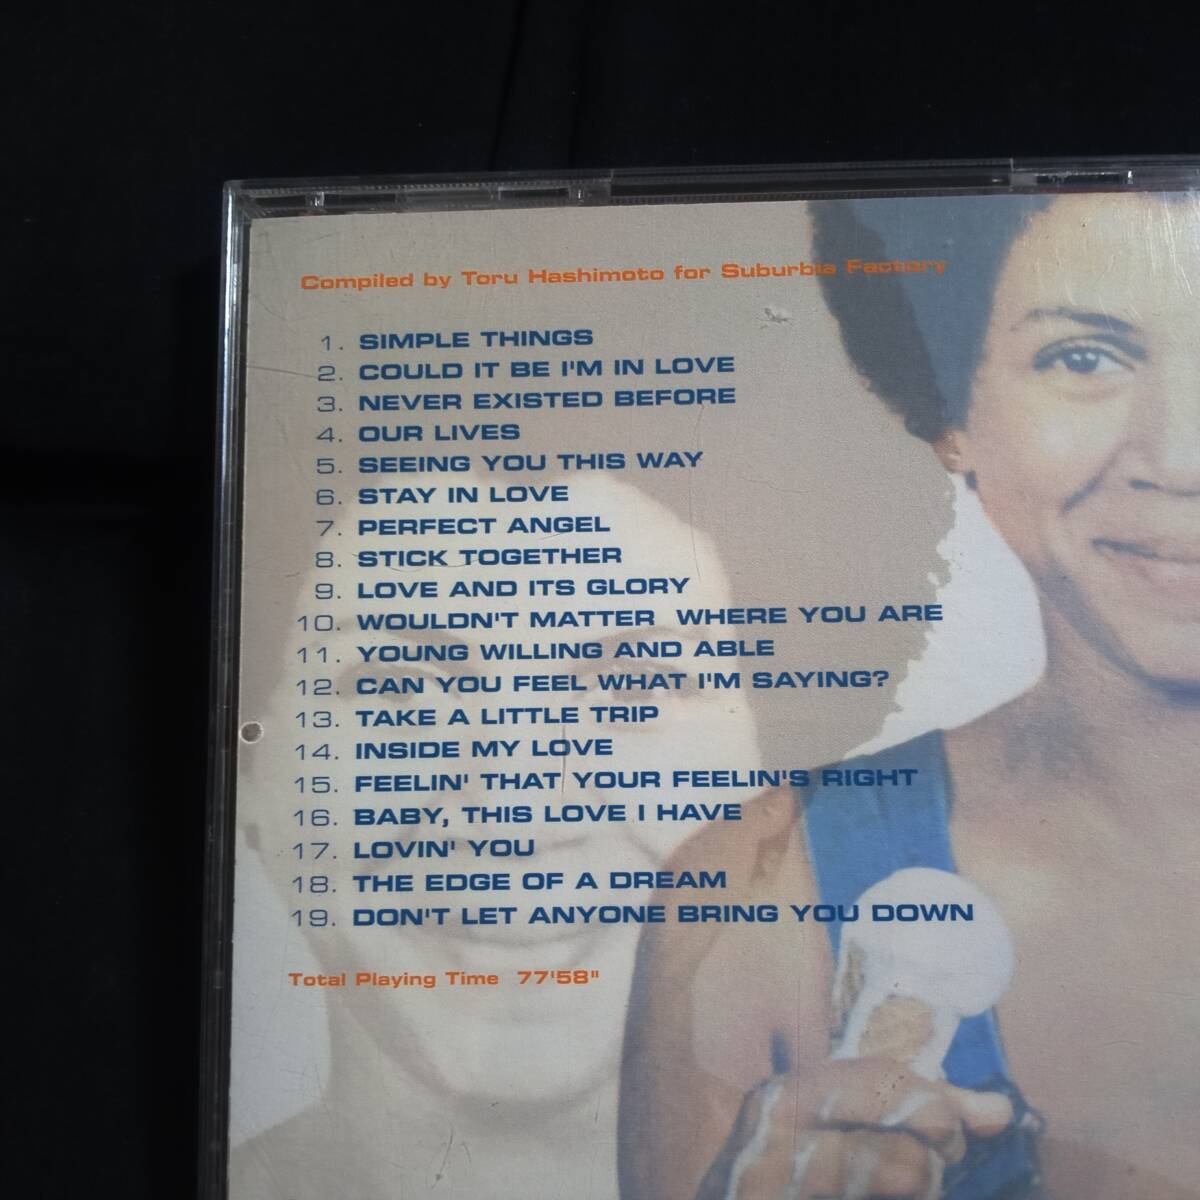 Compiled by Toru Hashimoto for Suburbia Factory
1. SIMPLE THINGS
2. COULD IT BE I'M IN LOVE
3. NEVER EXISTED BEFORE
4. OUR LIVES
5. SEEING YOU THIS WAY
6. STAY IN LOVE
7. PERFECT ANGEL
8. STICK TOGETHER
9. LOVE AND ITS GLORY
10. WOULDN'T MATTER WHERE YOU ARE
11. YOUNG WILLING AND ABLE
12. CAN YOU FEEL WHAT I'M SAYING?
13. TAKE A LITTLE TRIP
14. INSIDE MY LOVE
15. FEELIN' THAT YOUR FEELIN'S RIGHT
16. BABY, THIS LOVE I HAVE
17. LOVIN' YOU
18. THE EDGE OF A DREAM
19. DON'T LET ANYONE BRING YOU DOWN
Total Playing Time 77'58"